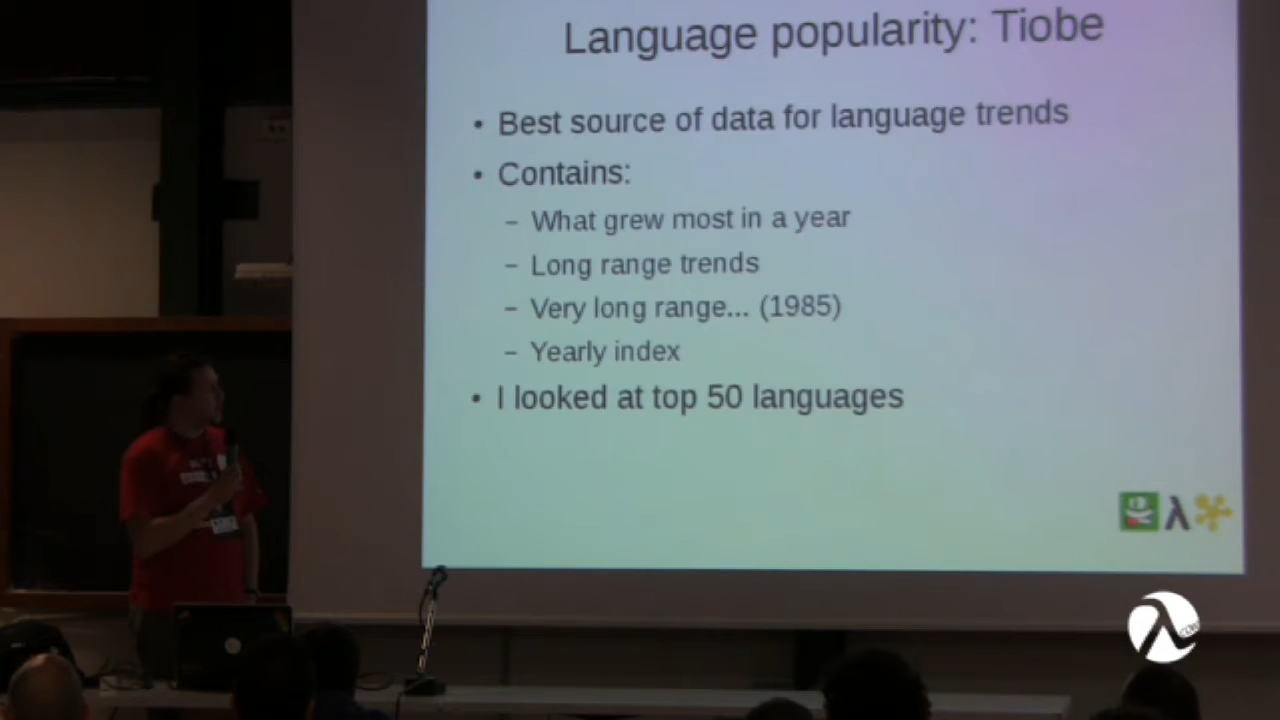 Language popularity: Tiobe
• Best source of data for language trends
• Contains:
– What grew most in a year
– Long range trends
– Very long range... (1985)
– Yearly index
• I looked at top 50 languages
λ
λ